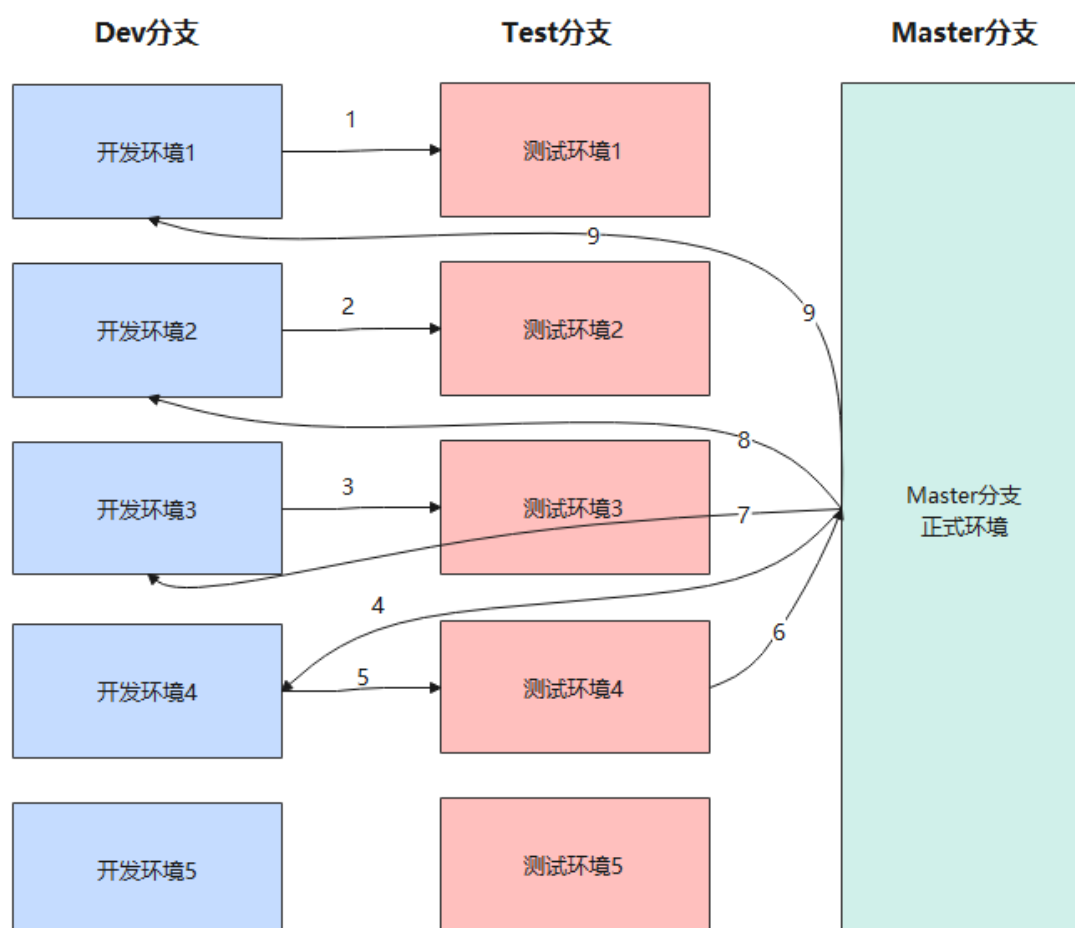 Dev分支
Test分支
Master分支
开发环境1
1
测试环境1
9
9
开发环境2
2
测试环境2
8
开发环境3
3
测试环境3
7
Master分支
正式环境
4
6
开发环境4
5
测试环境4
开发环境5
测试环境5